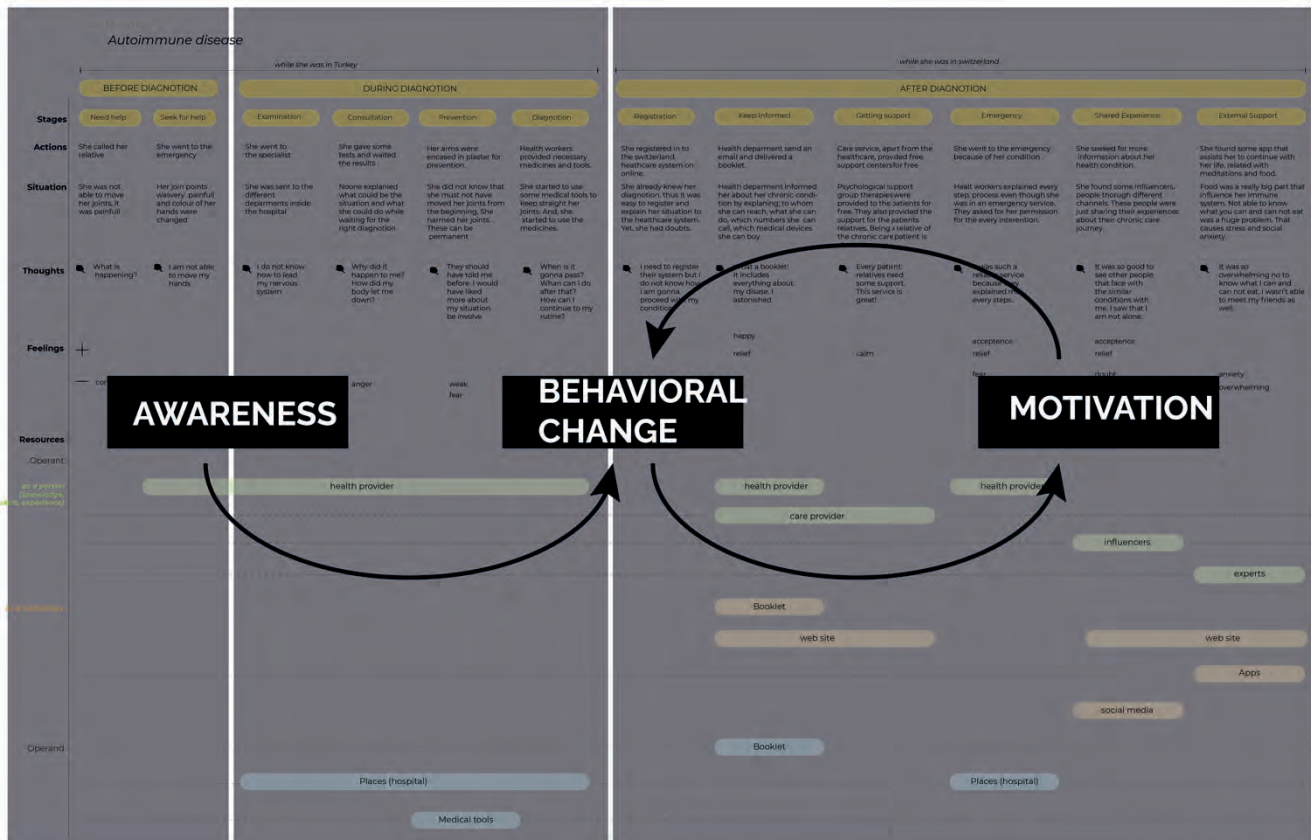 Autoimmune disease
while she was in Turkey
while she was in switzerland
BEFORE DIAGNOTION
DURING DIAGNOTION
AFTER DIAGNOTION
Stages
Need help
Seek for help
Examination
Consultation
Prevention
Diagnotion
Registration
Keep-Informed
Getting support
Emergency
Shared Experience
External Support
Actions
She called her
relative
She went to the
emergency
She went to
the specialist
She gave some
tests and waited
the results
Her arms were
encased in plaster for
prevention.
Health workers
provided necessary
medicines and tools.
She registered in to
the switzerland
heathcare system on
online.
Health deparment send an
email and delivered a
booklet.
Care service, apart from the
healthcare, provded free
support centers for free
She went to the emergency
because of her condition
She seeked for more
information about her
health condition.
She found some app that
assists her to continue with
her life, related with
meditations and food.
Situation
She was not
able to move
her joints, it
was painfull
Her join points
was very painfull
and colour of her
hands were
changed
She was sent to the
different
deparments inside
the hospital
Noone explained
what could be the
situation and what
she could do while
waiting for the
right diagnotion
She did not know that
she must not have
moved her joints from
the beginning. She
harmed her joints.
These can be
permanent
She started to use
some medical tools to
keep straight her
joints. And, she
started to use the
medicines.
She already knew her
diagnotion, thus it was
easy to register and
explain her situation to
the healthcare system.
Yet, she had doubts.
Health deparment informed
her about her chronic condi-
tion by explaning; to whom
she can reach, what she can
do, which numbers she can
call, which medical devices
she can buy
Psychological support
group therapies were
provided to the patients for
free. They also provided the
support for the patients
relatives. Being a relative of
the chronic care patient is
Healt workers explained every
step, process even though she
was in an emergency service.
They asked for her permission
for the every intervention.
She found some influencers,
people thorugh different
channels. These people were
just sharing their experiences
about their chronic care
journey.
Food was a really big part that
influence her immune
system. Not able to know
what you can and can not eat
was a huge problem. That
causes stress and social
anxiety.
Thoughts
What is
happening?
I am not able
to move my
hands
I do not know
how to lead
my nervous
system
Why did it
happen to me?
How did my
body let me
down?
They should
have told me
before. I would
have liked
more about
my situation
be involve
When is it
gonna pass?
Whan can I do
after that?
How can I
continue to my
rutine?
I need to register
their system but I
do not know how
I am gonna
proceed with my
condition
a booklet!
It includes
everything about
my disase. I
astonished
Every patient
relatives need
some support.
This service is
great!
was such a
service
because they
explained me
every steps.
It was so good to
see other people
that face with
the similar
conditions with
me. I saw that I
am not alone.
It was so
overwhelming no to
know what I can and
can not eat. I wasn't able
to meet my friends as
well.
Feelings
+
happy
relief
calm
acceptence
relief
acceptence
relief
—
anger
weak
fear
fear
doubt
anxiety
overwhelming
AWARENESS
BEHAVIORAL
CHANGE
MOTIVATION
Resources
Operant
as a person
health provider
health provider
health provider
care provider
influencers
experts
Booklet
web site
web site
Apps
social media
Operand
Booklet
Places (hospital)
Places (hospital)
Medical tools